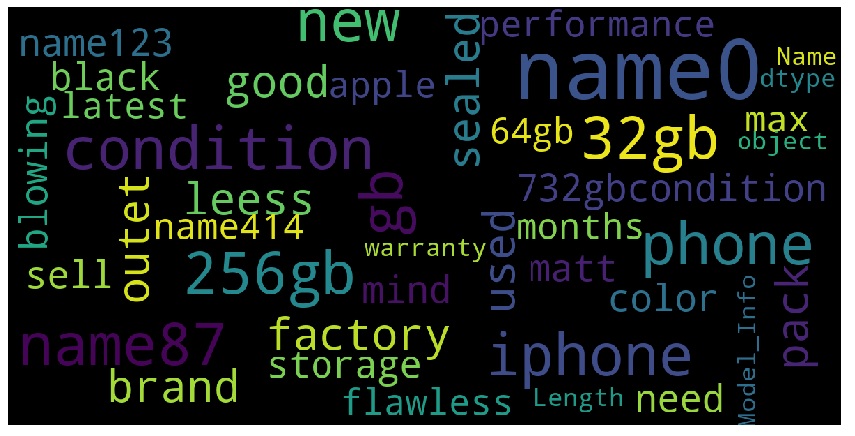 new
performance
name123
sealed
name0
Name
dtype
black
good
apple
latest
max
64gb
32gb
object
blowing
condition
gb
732gbcondition
outet
leess
name414
months
used
phone
warranty
sell
256gb
mind
matt
color
pack
name87
factory
iphone
storage
Model_Info
brand
flawless
Length
need